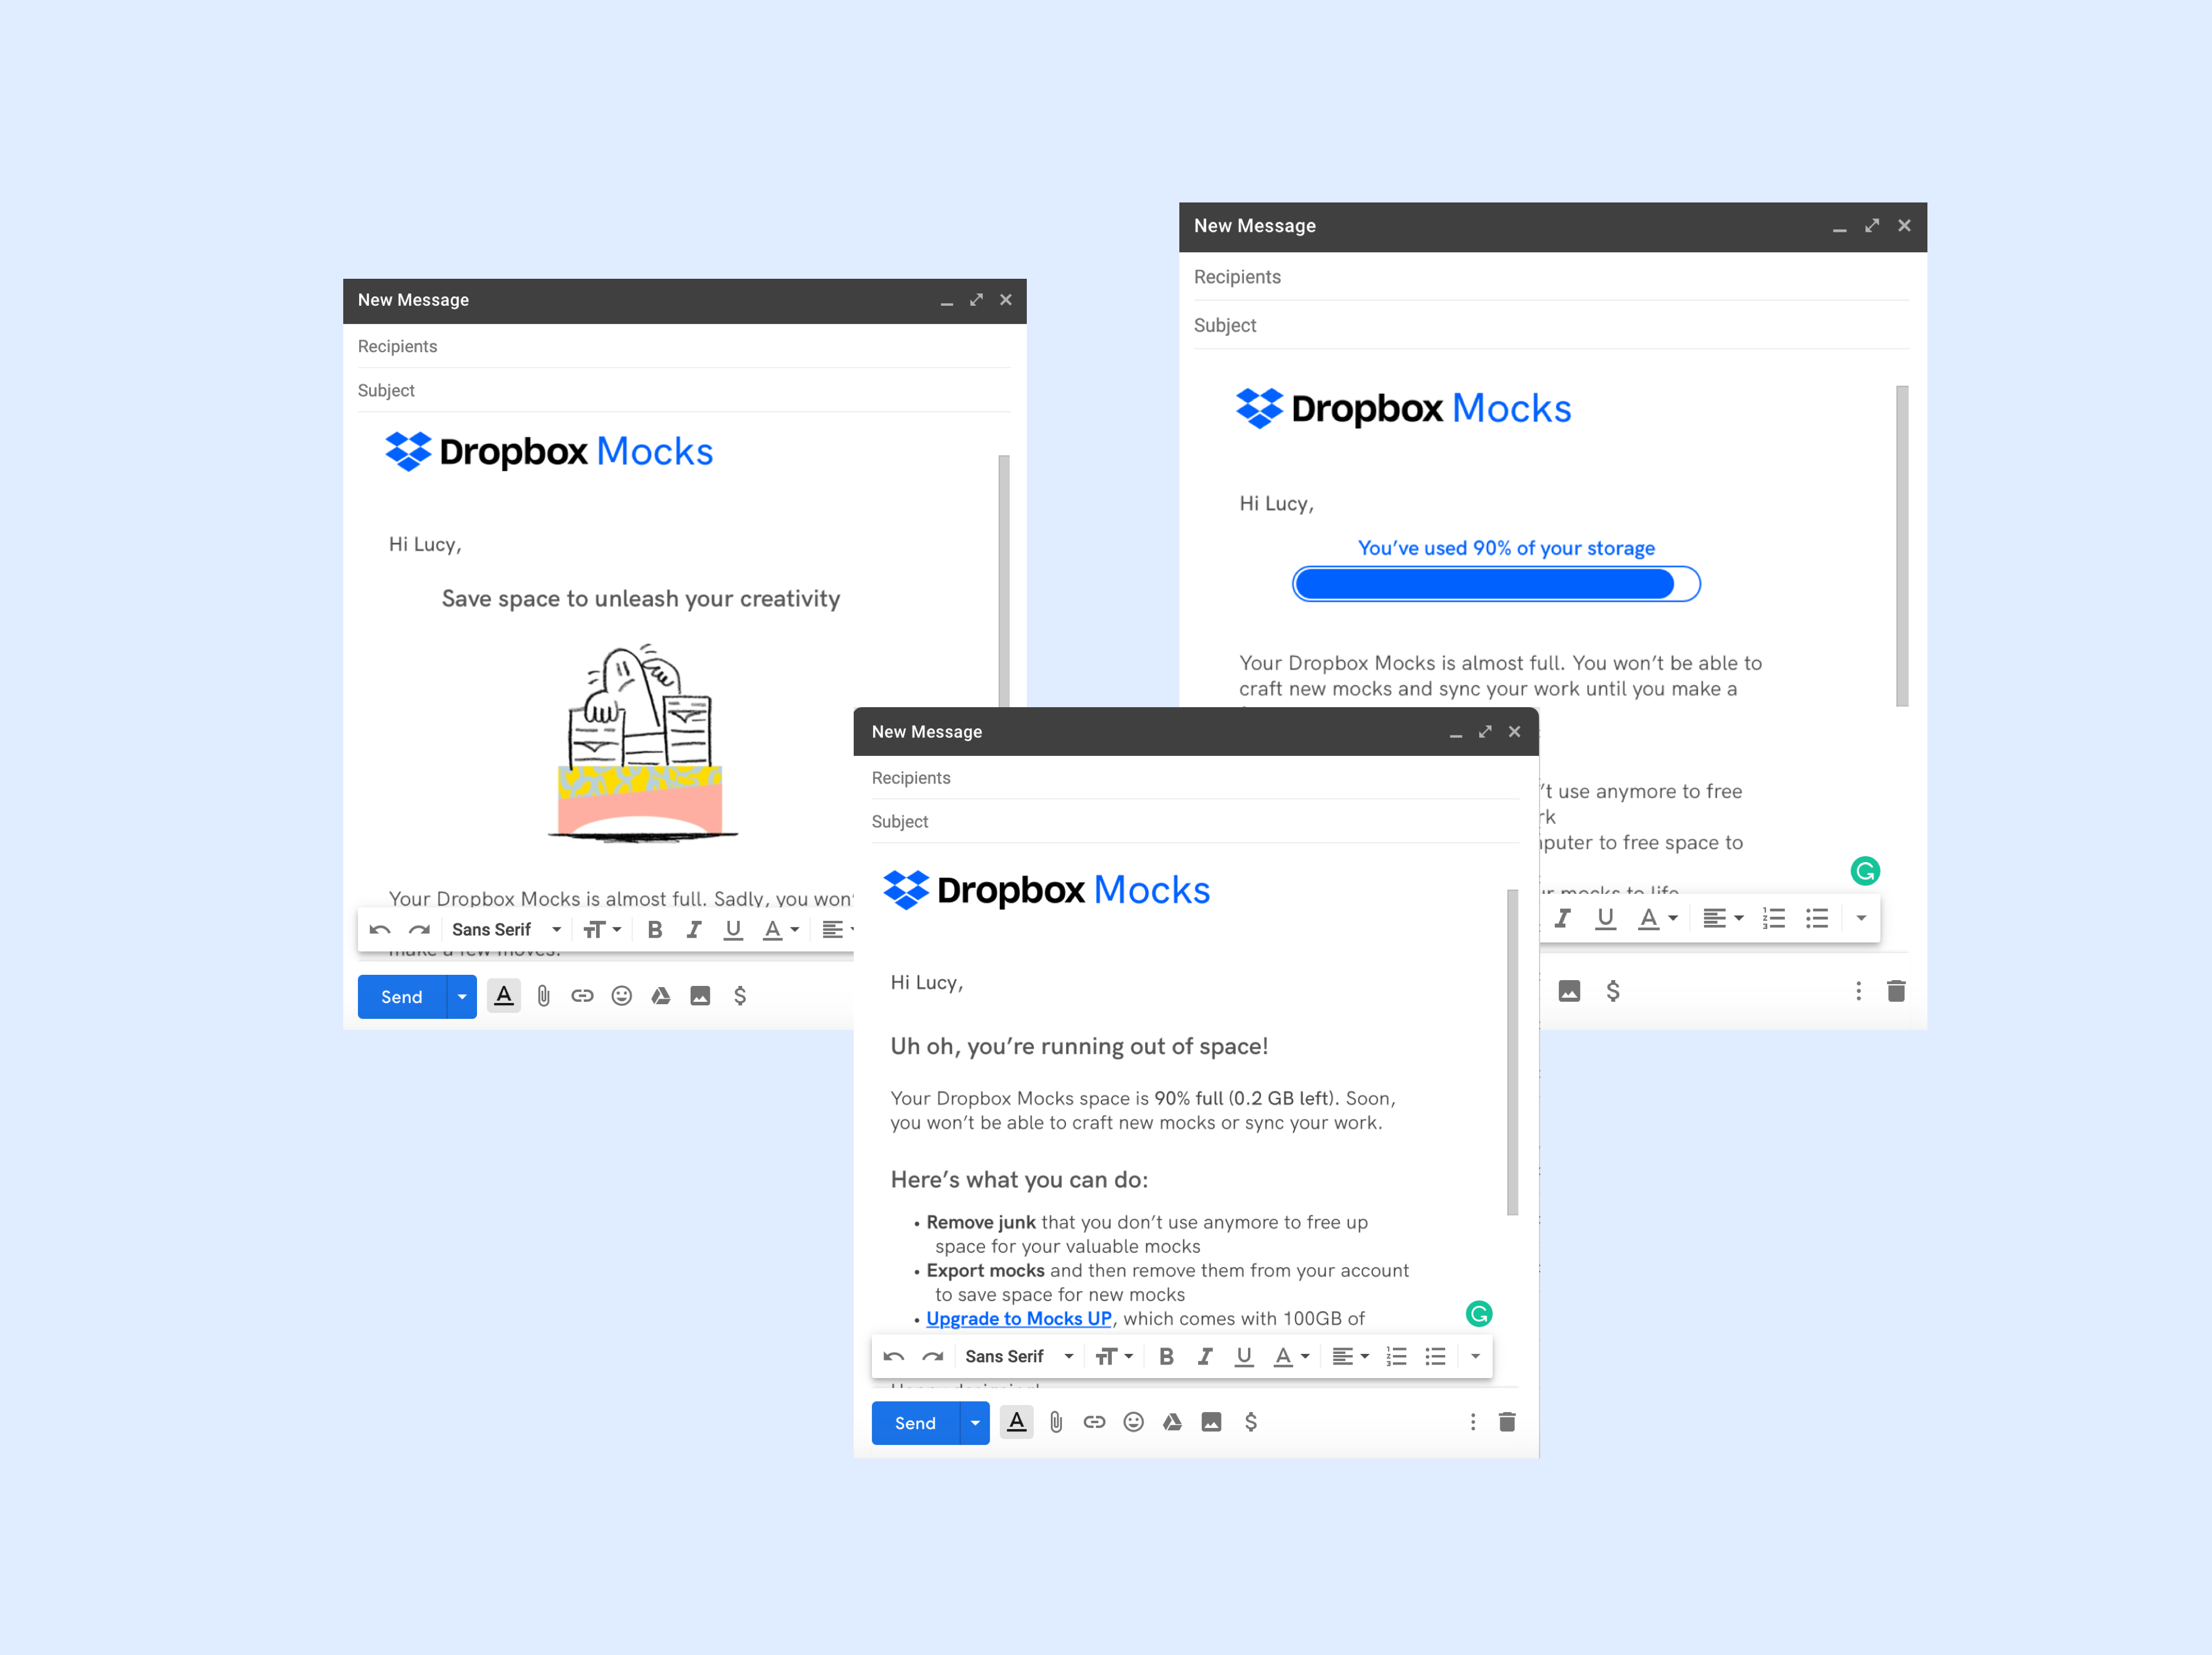 New Message
Recipients
Subject
Dropbox Mocks
Hi Lucy,
Save space to unleash your creativity
Your Dropbox Mocks is almost full. Sadly, you won'
Sans Serif
make a few moves:
Send
New Message
Recipients
Subject
Dropbox Mocks
Hi Lucy,
You've used 90% of your storage
Your Dropbox Mocks is almost full. You won't be able to
craft new mocks and sync your work until you make a
't use anymore to free
rk
puter to free space to
mocks to life
New Message
Recipients
Subject
Dropbox Mocks
Hi Lucy,
Uh oh, you're running out of space!
Your Dropbox Mocks space is 90% full (0.2 GB left). Soon,
you won't be able to craft new mocks or sync your work.
Here's what you can do:
• Remove junk that you don't use anymore to free up
space for your valuable mocks
• Export mocks and then remove them from your account
to save space for new mocks
• Upgrade to Mocks UP, which comes with 100GB of
Sans Serif
Send